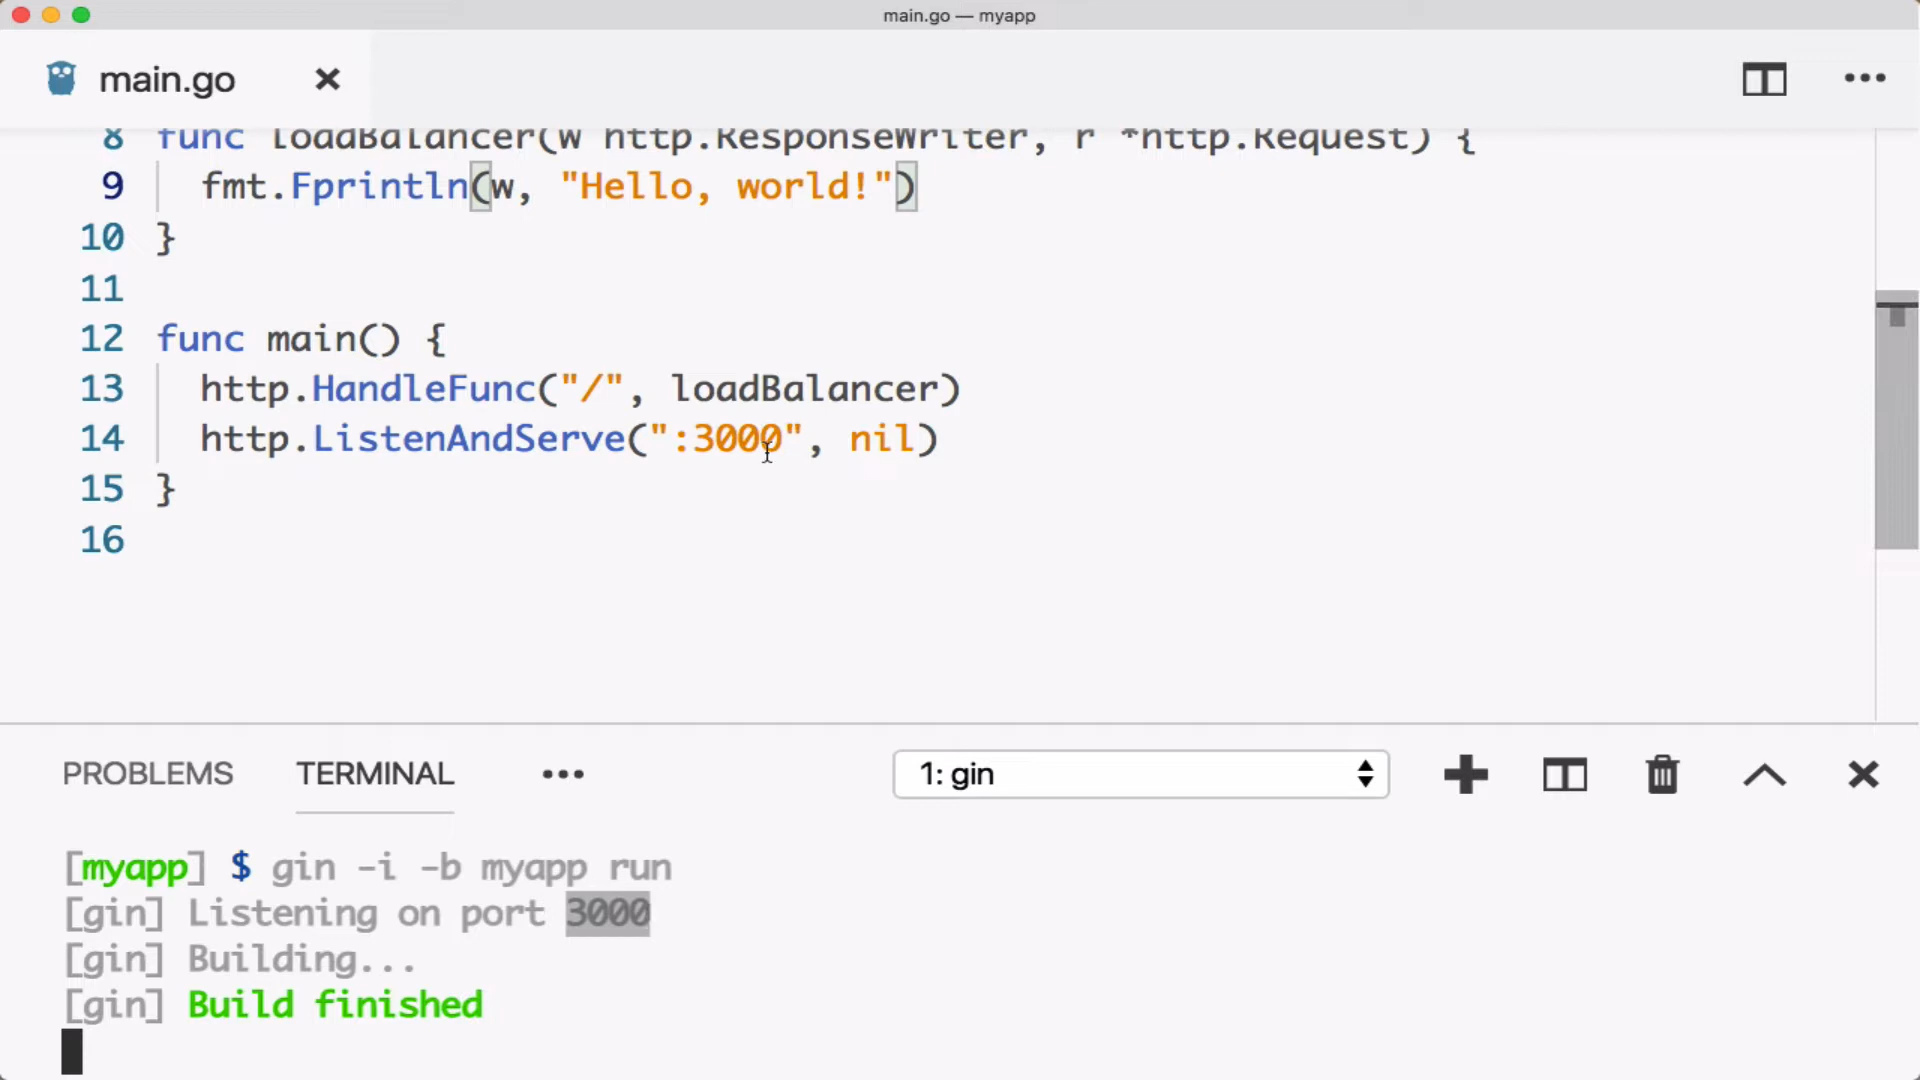 main.go — myapp
main.go
8 func loadBalancer(w http.ResponseWriter, r *http.Request) {
9 fmt.Fprintln(w, "Hello, world!")
10 }
11
12 func main() {
13 http.HandleFunc("/", loadBalancer)
14 http.ListenAndServe(":3000", nil)
15 }
16
PROBLEMS TERMINAL ••• 1: gin
[myapp] $ gin -i -b myapp run
[gin] Listening on port 3000
[gin] Building...
[gin] Build finished